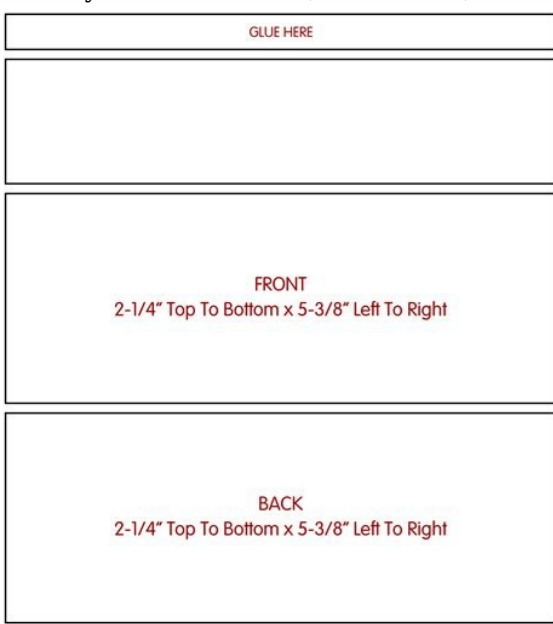 GLUE HERE
FRONT
2-1/4" Top To Bottom x 5-3/8" Left To Right
BACK
2-1/4" Top To Bottom x 5-3/8" Left To Right